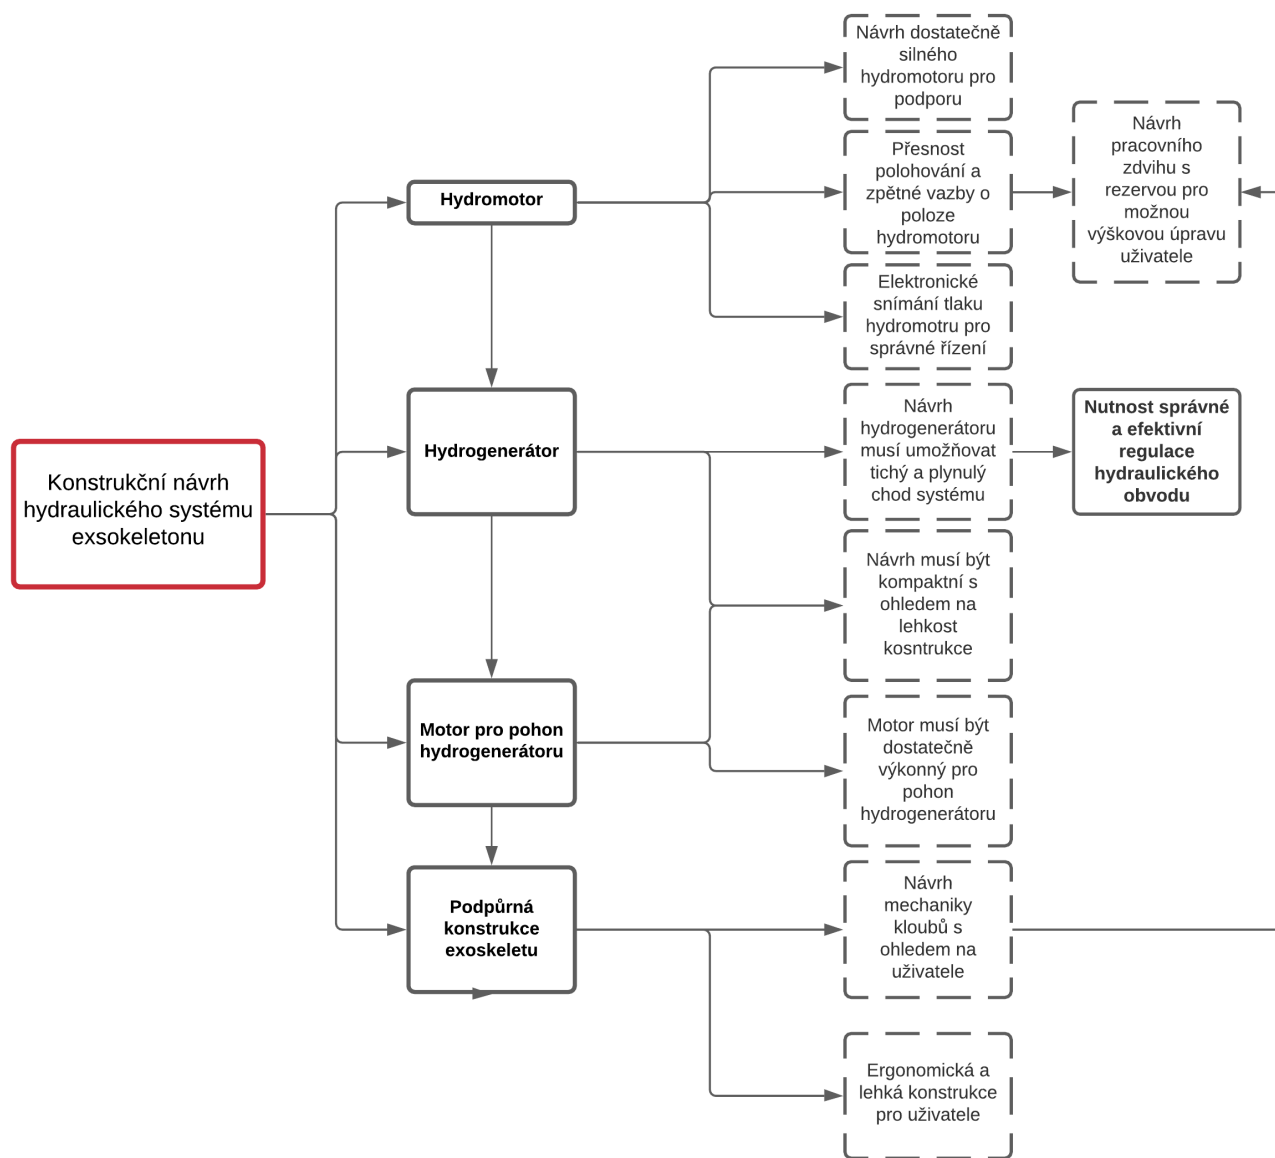 Návrh dostatečně
silného
hydromotoru pro
podporu
Přesnost
polohování a
zpětné vazby o
poloze
hydromotoru
Návrh
pracovního
zdvihu s
rezervou pro
možnou
výškovou úpravu
uživatele
Hydromotor
Elektronické
snímání tlaku
hydromotru pro
správné řízení
Hydrogenerátor
Návrh
hydrogenerátoru
musí umožňovat
tichý a plynulý
chod systému
Nutnost správné
a efektivní
regulace
hydraulického
obvodu
Konstrukční návrh
hydraulického systému
exsokeletonu
Návrh musí být
kompaktní s
ohledem na
lehkost
kosntrukce
Motor pro pohon
hydrogenerátoru
Motor musí být
dostatečně
výkonný pro
pohon
hydrogenerátoru
Podpůrná
konstrukce
exoskeletu
Návrh
mechaniky
kloubů s
ohledem na
uživatele
Ergonomická a
lehká konstrukce
pro uživatele